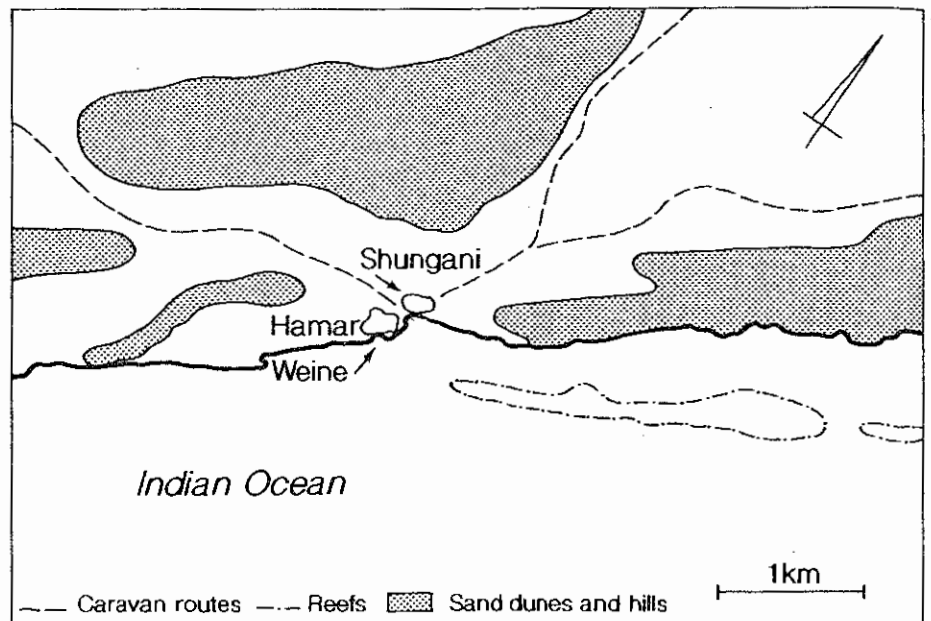 Shungani
Hamar
Weine
Indian Ocean
1km
Caravan routes
Reefs
Sand dunes and hills